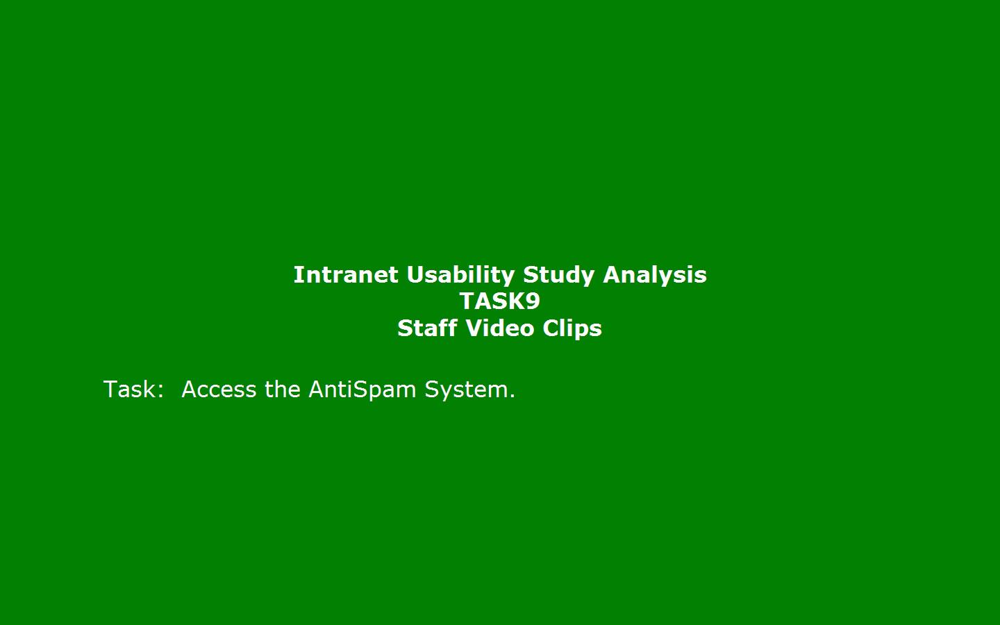 Intranet Usability Study Analysis
TASK9
Staff Video Clips
Task:  Access the AntiSpam System.